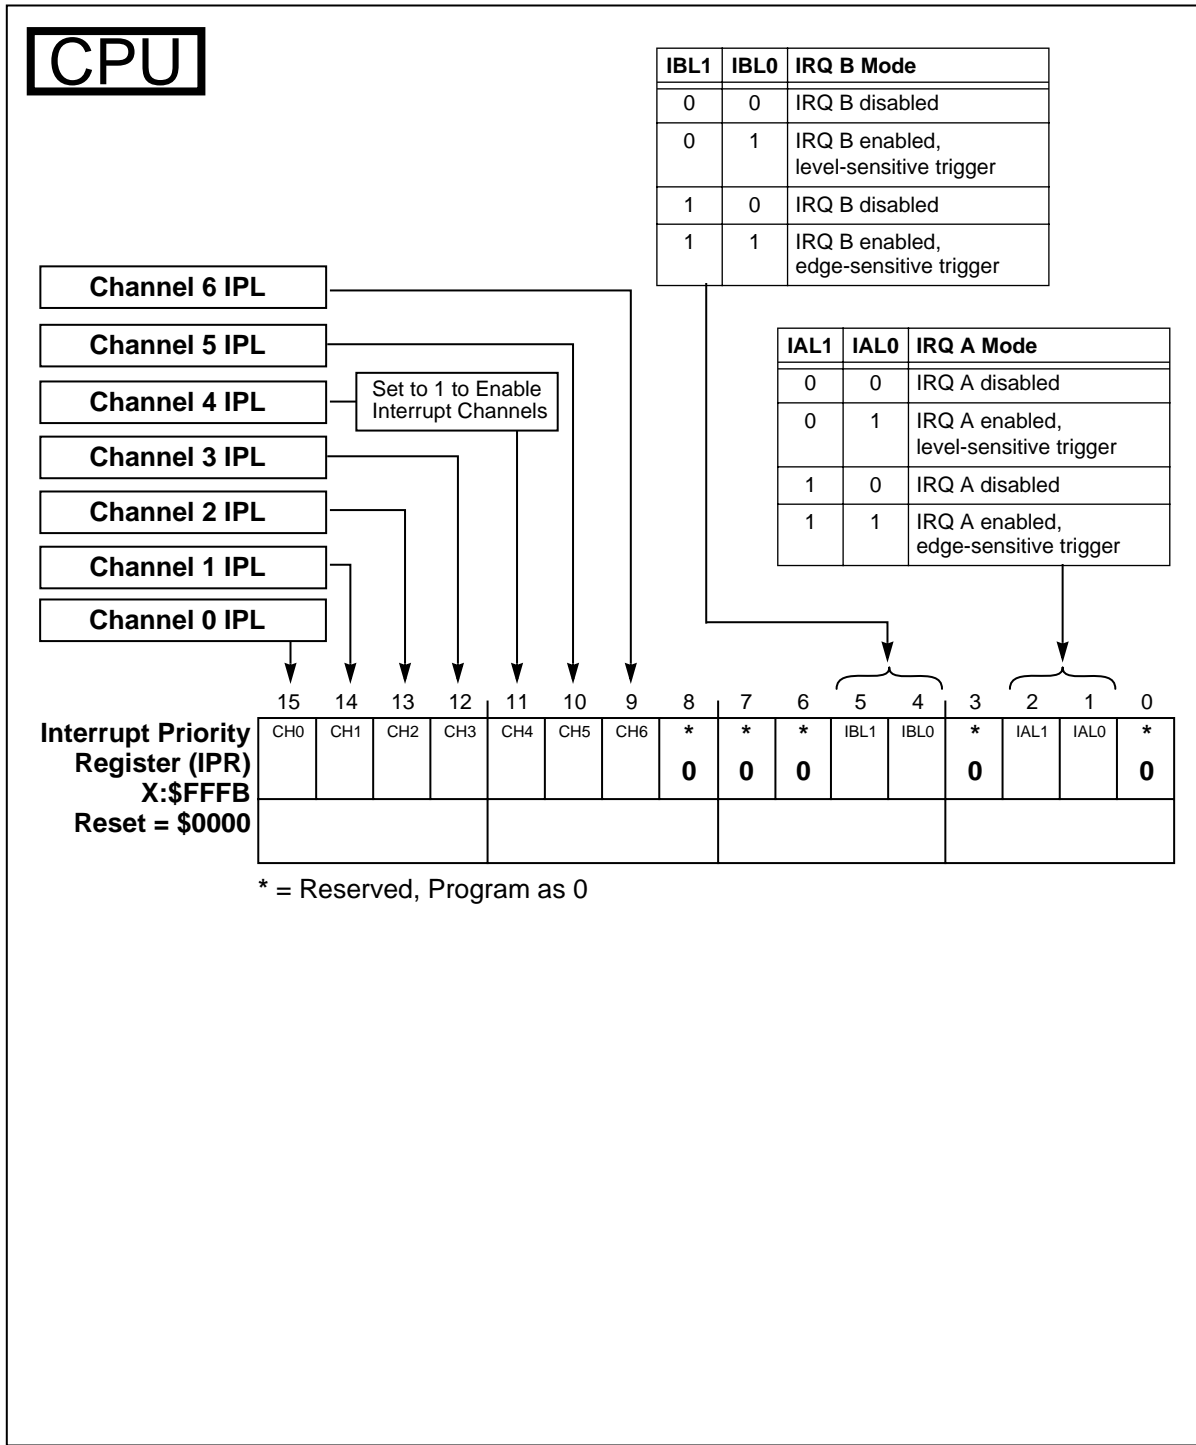 CPU
IBL1 IBL0 IRQ B Mode
0 0 IRQ B disabled
0 1 IRQ B enabled,
level-sensitive trigger
1 0 IRQ B disabled
1 1 IRQ B enabled,
edge-sensitive trigger
IAL1 IAL0 IRQ A Mode
0 0 IRQ A disabled
0 1 IRQ A enabled,
level-sensitive trigger
1 0 IRQ A disabled
1 1 IRQ A enabled,
edge-sensitive trigger
Channel 6 IPL
Channel 5 IPL
Channel 4 IPL
Set to 1 to Enable
Interrupt Channels
Channel 3 IPL
Channel 2 IPL
Channel 1 IPL
Channel 0 IPL
15 14 13 12 11 10 9 8 7 6 5 4 3 2 1 0
Interrupt Priority
Register (IPR)
X:$FFFB
Reset = $0000
CH0 CH1 CH2 CH3 CH4 CH5 CH6 * * * IBL1 IBL0 * IAL1 IAL0 *
0 0 0 0 0
* = Reserved, Program as 0